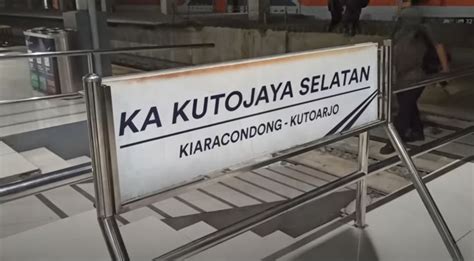 KA KUTOJAYA SELATAN
KIARACONDONG - KUTOARJO